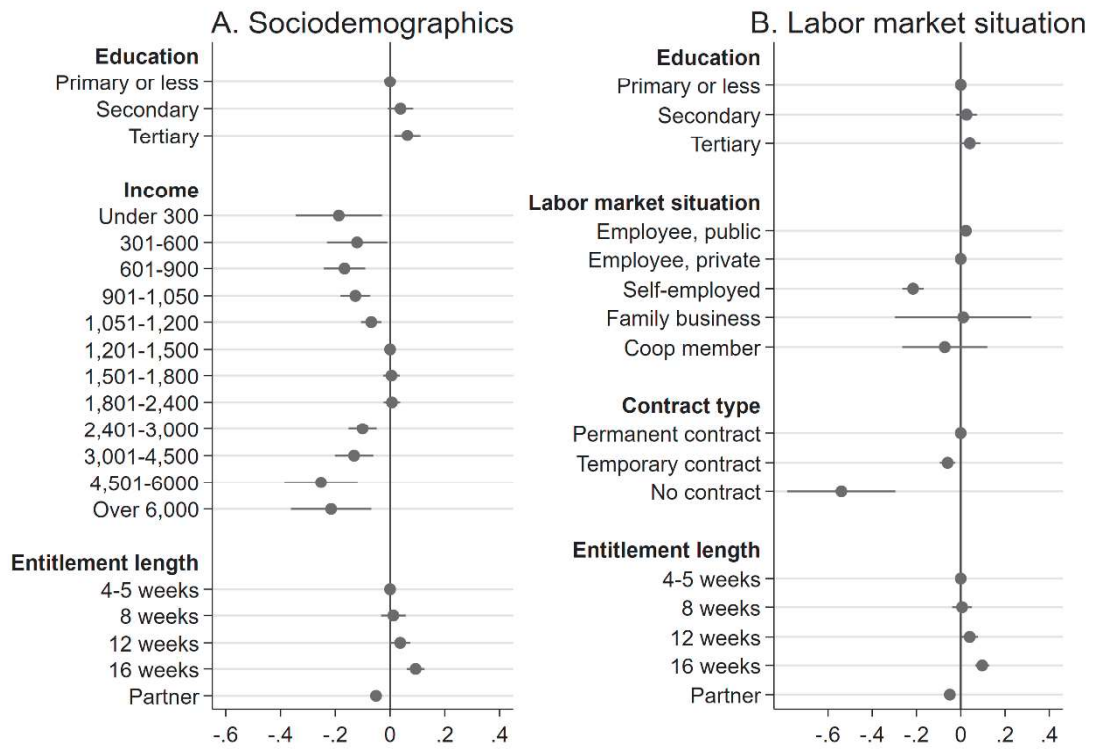 A. Sociodemographics
Education
Primary or less
Secondary
Tertiary
Income
Under 300
301-600
601-900
901-1,050
1,051-1,200
1,201-1,500
1,501-1,800
1,801-2,400
2,401-3,000
3,001-4,500
4,501-6000
Over 6,000
Entitlement length
4-5 weeks
8 weeks
12 weeks
16 weeks
Partner
-.6 -.4 -.2 0 .2 .4
B. Labor market situation
Education
Primary or less
Secondary
Tertiary
Labor market situation
Employee, public
Employee, private
Self-employed
Family business
Coop member
Contract type
Permanent contract
Temporary contract
No contract
Entitlement length
4-5 weeks
8 weeks
12 weeks
16 weeks
Partner
-.6 -.4 -.2 0 .2 .4